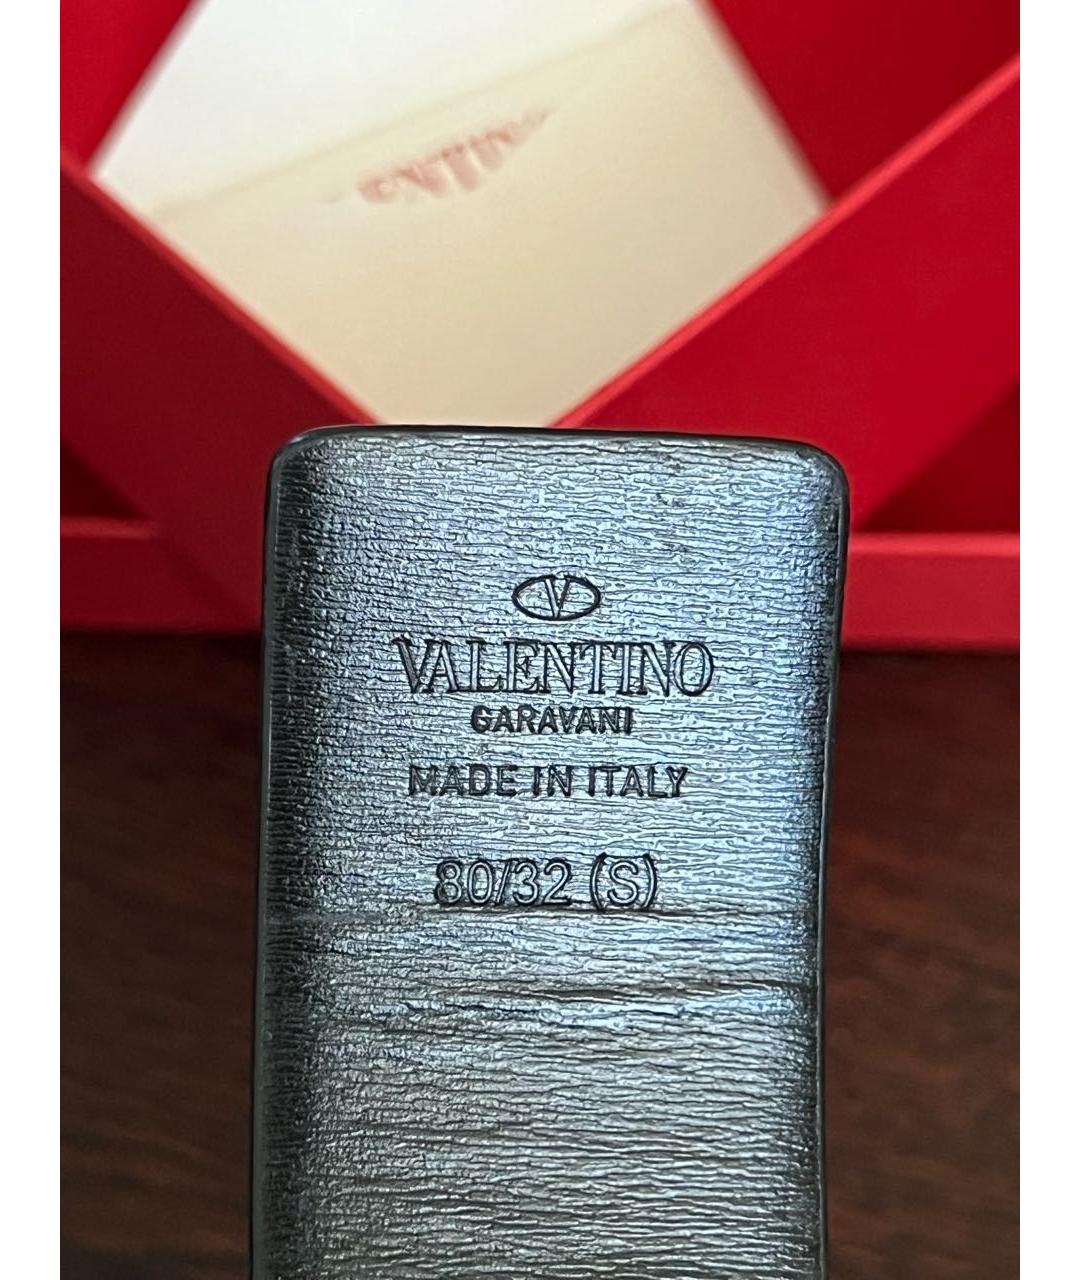 V
VALENTINO
GARAVANI
MADE IN ITALY
80/32 (S)